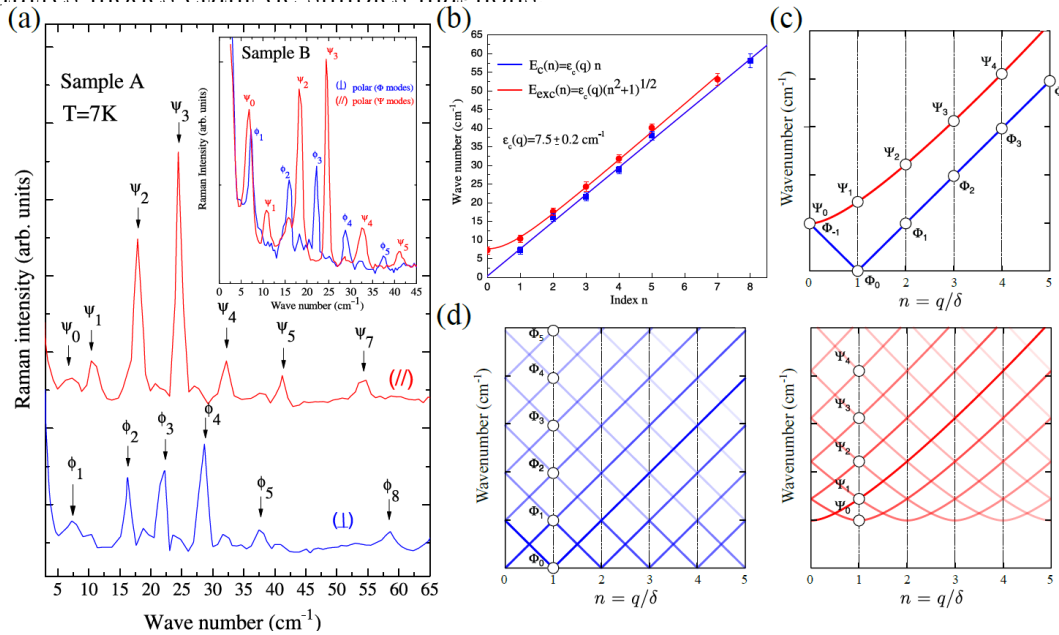 (a)
Sample A
T=7K
Raman intensity (arb. units)
Wave number (cm-1)
5 10 15 20 25 30 35 40 45 50 55 60 65
Ψ0
Ψ1
Ψ2
Ψ3
Ψ4
Ψ5
Ψ7
(//)
ϕ1
ϕ2
ϕ3
ϕ4
ϕ5
ϕ8
(⊥)
Sample B
(⊥) polar (Φ modes)
(//) polar (Ψ modes)
Raman Intensity (arb. units)
Ψ0
ϕ1
Ψ1
ϕ2
Ψ2
ϕ3
Ψ3
ϕ4
Ψ4
ϕ5
Ψ5
0 5 10 15 20 25 30 35 40 45
Wave number (cm-1)
(b)
Wave number (cm-1)
65
60
55
50
45
40
35
30
25
20
15
10
5
0
Ec(n)=εc(q) n
Eexc(n)=εc(q)(n2+1)1/2
εc(q)=7.5±0.2 cm-1
0 1 2 3 4 5 6 7 8
Index n
(c)
Wavenumber (cm-1)
Ψ0
Ψ1
Ψ2
Ψ3
Ψ4
Φ-1
Φ0
Φ1
Φ2
Φ3
Φ
0 1 2 3 4 5
n = q/δ
(d)
Wavenumber (cm-1)
Φ5
Φ4
Φ3
Φ2
Φ1
Φ0
0 1 2 3 4 5
n = q/δ
Wavenumber (cm-1)
Ψ4
Ψ3
Ψ2
Ψ1
Ψ0
0 1 2 3 4 5
n = q/δ